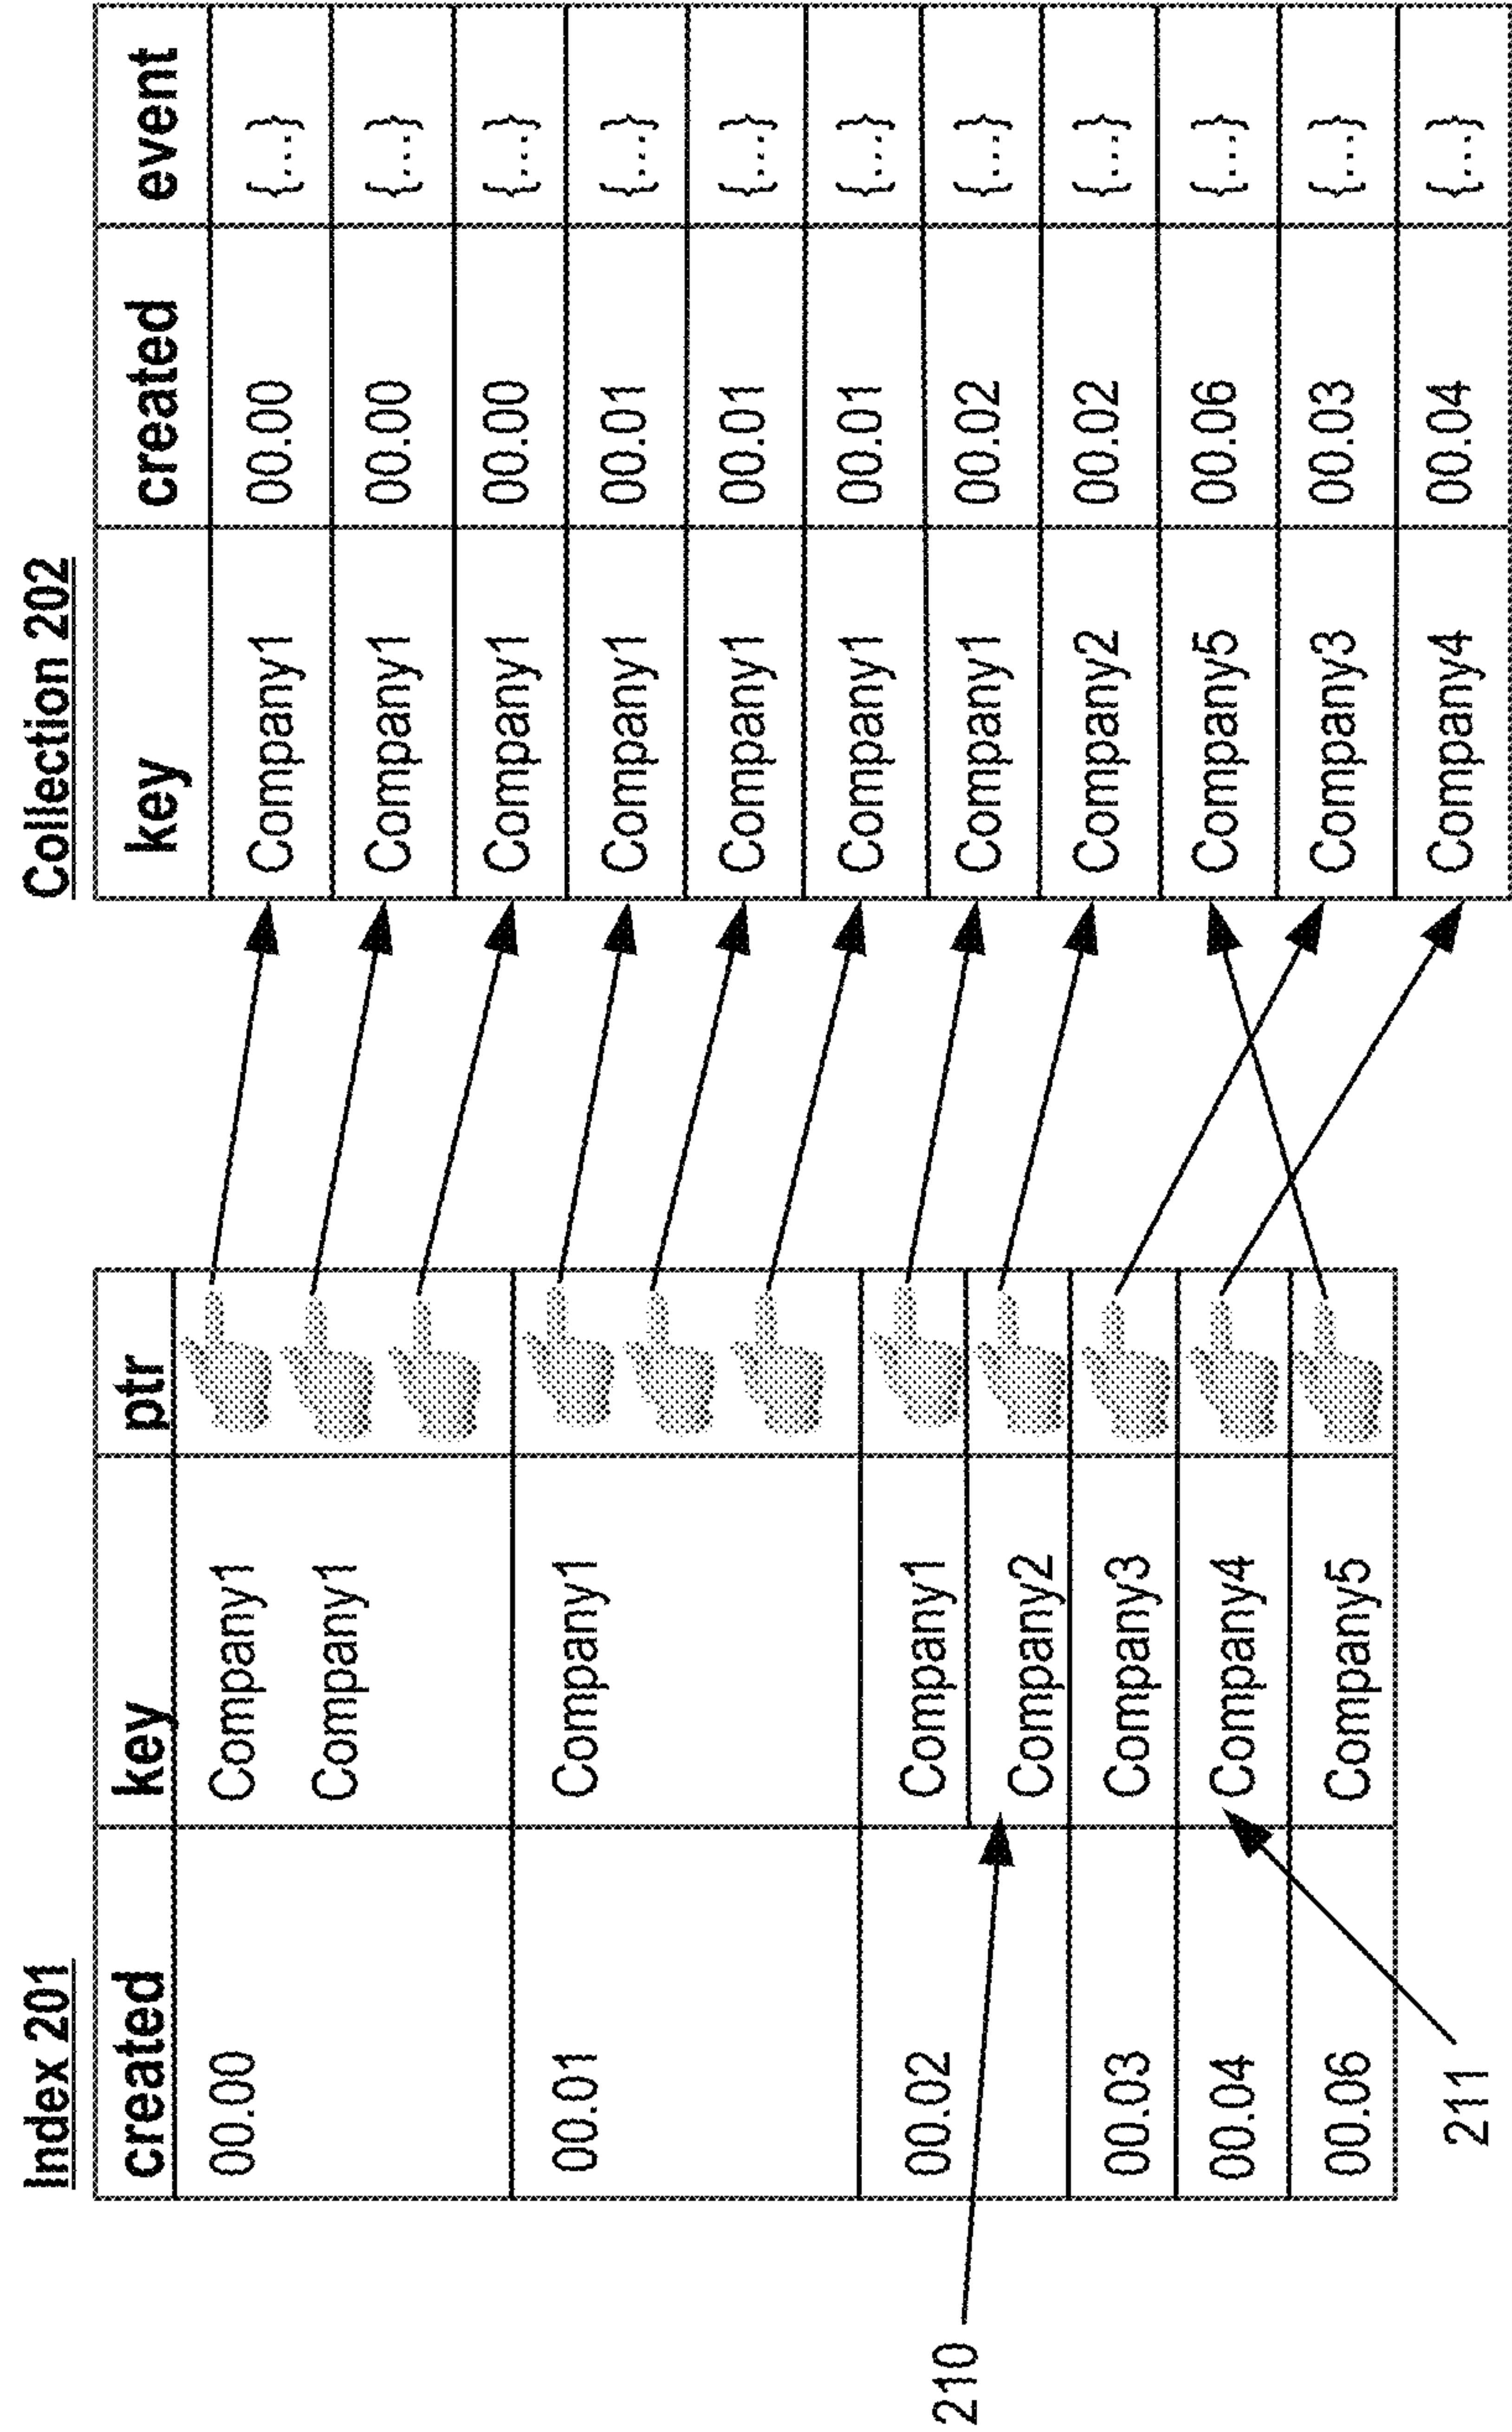 Index 201
created key ptr
00.00 Company1
Company1
00.01 Company1
00.02 Company1
Company2
00.03 Company3
00.04 Company4
00.06 Company5
210
211
Collection 202
key created event
Company1 00.00 {...}
Company1 00.00 {...}
Company1 00.00 {...}
Company1 00.01 {...}
Company1 00.01 {...}
Company1 00.01 {...}
Company1 00.02 {...}
Company2 00.02 {...}
Company5 00.06 {...}
Company3 00.03 {...}
Company4 00.04 {...}